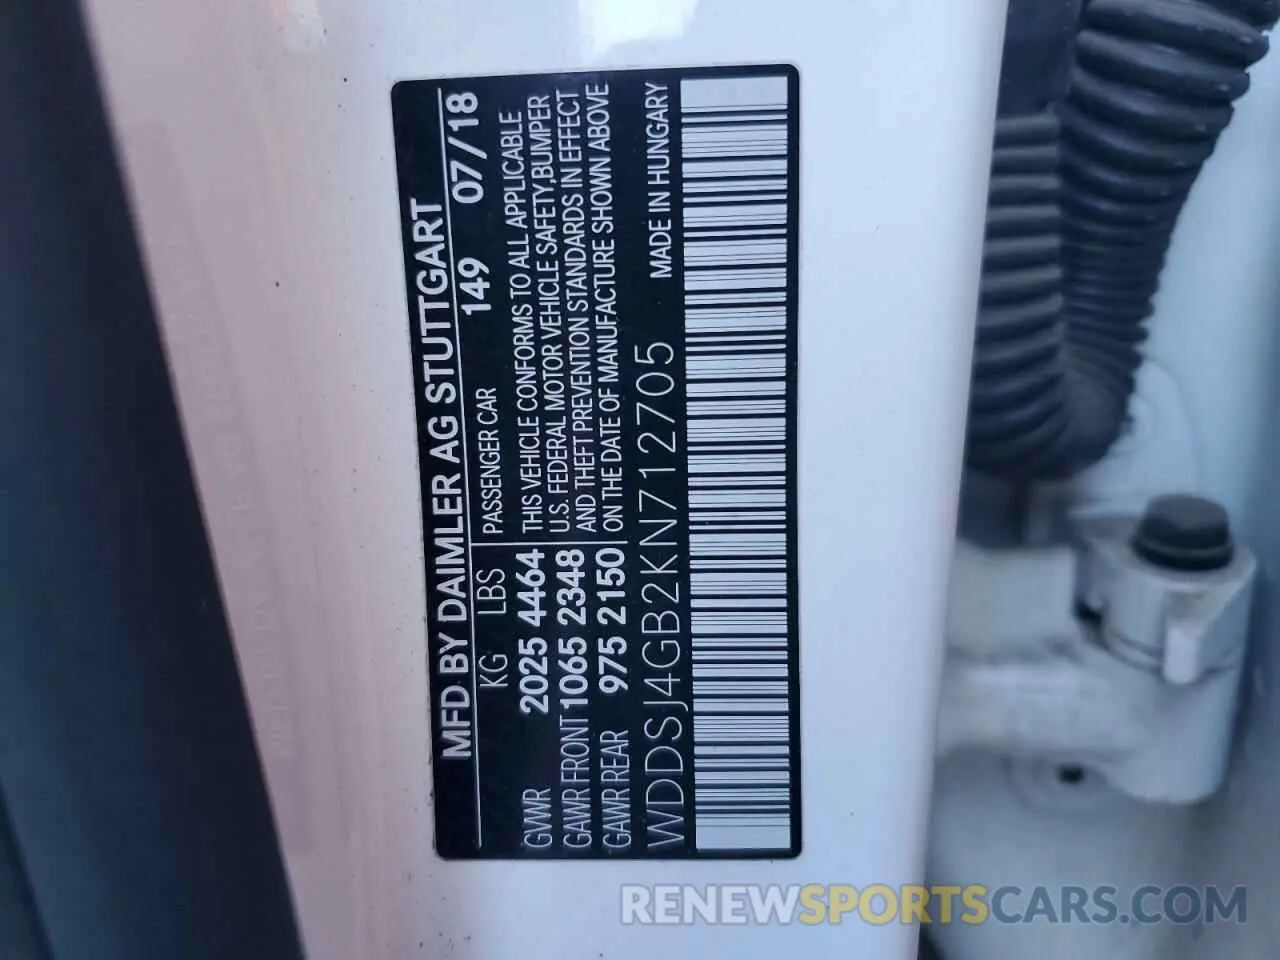 MFD BY DAIMLER AG STUTTGART
KG LBS PASSENGER CAR 149 07/18
GVWR 2025 4464 THIS VEHICLE CONFORMS TO ALL APPLICABLE
GAWR FRONT 1065 2348 U.S. FEDERAL MOTOR VEHICLE SAFETY,BUMPER
AND THEFT PREVENTION STANDARDS IN EFFECT
GAWR REAR 975 2150 ON THE DATE OF MANUFACTURE SHOWN ABOVE
WDDSJ4GB2KN712705 MADE IN HUNGARY
RENEWSPORTSCARS.COM